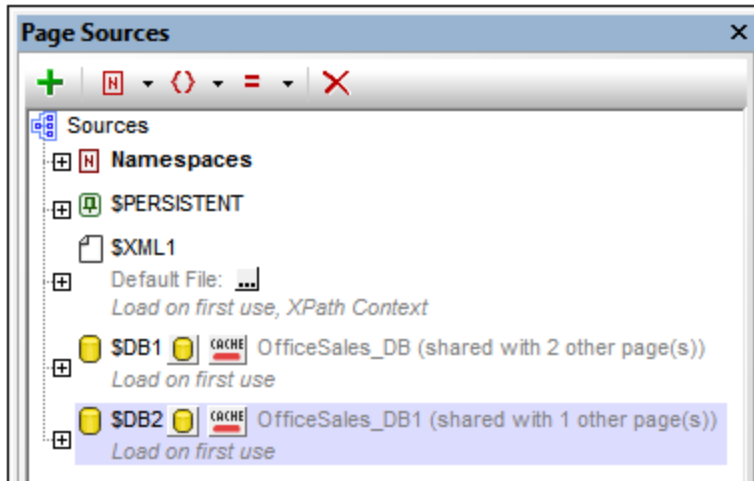 Page Sources
N {} =
Sources
N Namespaces
$PERSISTENT
$XML1
Default File: ...
Load on first use, XPath Context
$DB1 CACHE OfficeSales_DB (shared with 2 other page(s))
Load on first use
$DB2 CACHE OfficeSales_DB1 (shared with 1 other page(s))
Load on first use